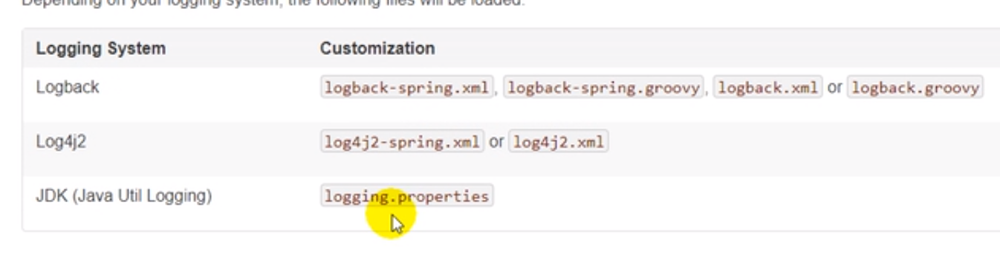 Depending on your logging system, the following files will be loaded:
Logging System Customization
Logback logback-spring.xml, logback-spring.groovy, logback.xml or logback.groovy
Log4j2 log4j2-spring.xml or log4j2.xml
JDK (Java Util Logging) logging.properties